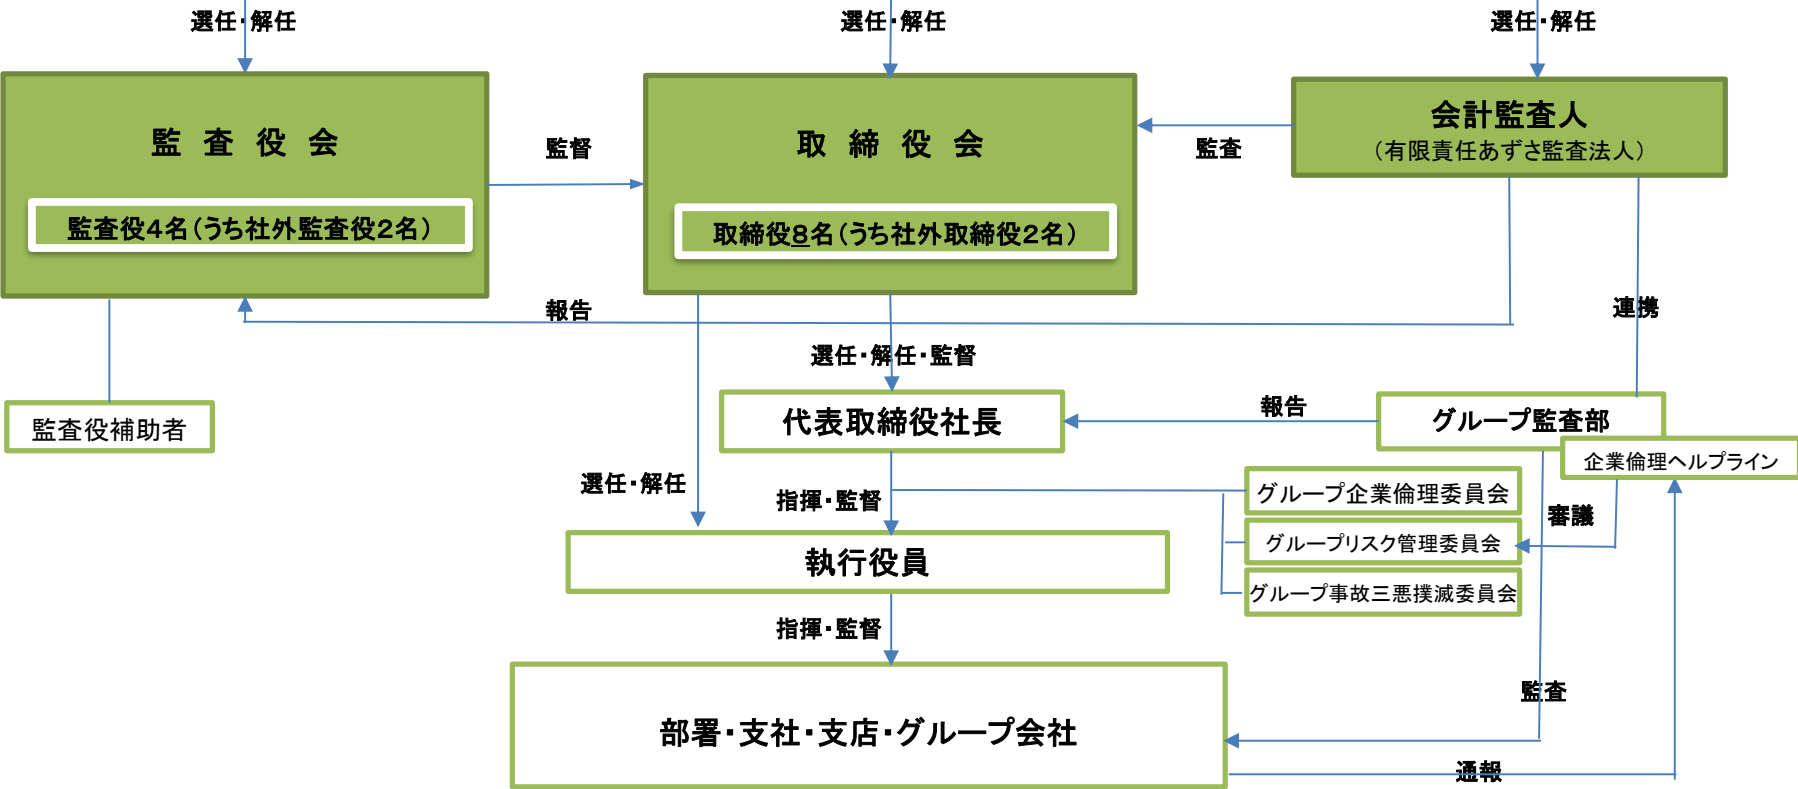 選任・解任
選任・解任
選任・解任
監査役会
監督
取締役会
監査
会計監査人
（有限責任あずさ監査法人）
監査役４名（うち社外監査役２名）
取締役８名（うち社外取締役２名）
報告
連携
選任・解任・監督
監査役補助者
代表取締役社長
報告
グループ監査部
企業倫理ヘルプライン
選任・解任
指揮・監督
グループ企業倫理委員会
審議
グループリスク管理委員会
執行役員
グループ事故三悪撲滅委員会
指揮・監督
監査
部署・支社・支店・グループ会社
通報